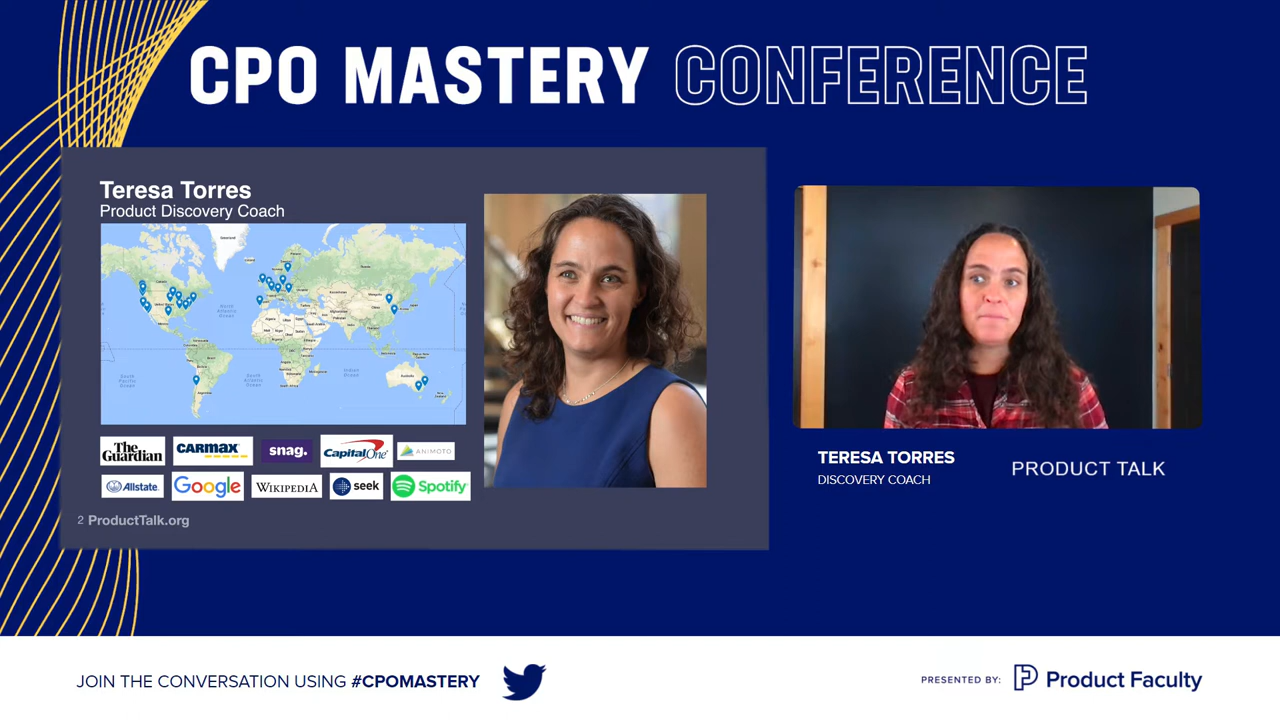 CPO MASTERY CONFERENCE
Teresa Torres
Product Discovery Coach
The Guardian
CARMAX
snag.
Capital One
ANIMOTO
Allstate.
Google
WIKIPEDIA
seek
Spotify
2 ProductTalk.org
TERESA TORRES
DISCOVERY COACH
PRODUCT TALK
JOIN THE CONVERSATION USING #CPOMASTERY
PRESENTED BY:
Product Faculty